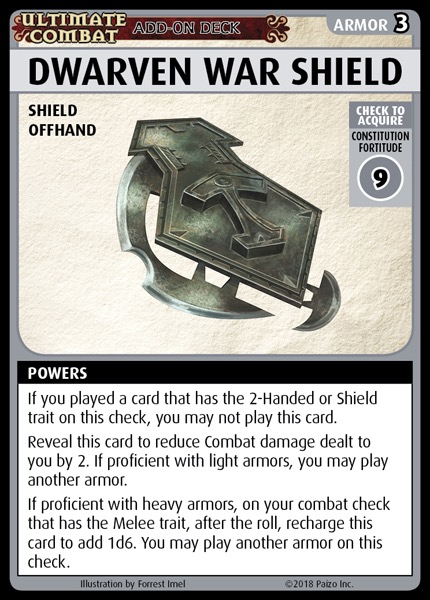 ULTIMATE COMBAT ADD-ON DECK ARMOR 3
DWARVEN WAR SHIELD
SHIELD
OFFHAND
CHECK TO
ACQUIRE
CONSTITUTION
FORTITUDE
9
POWERS
If you played a card that has the 2-Handed or Shield
trait on this check, you may not play this card.
Reveal this card to reduce Combat damage dealt to
you by 2. If proficient with light armors, you may play
another armor.
If proficient with heavy armors, on your combat check
that has the Melee trait, after the roll, recharge this
card to add 1d6. You may play another armor on this
check.
Illustration by Forrest Imel ©2018 Paizo Inc.